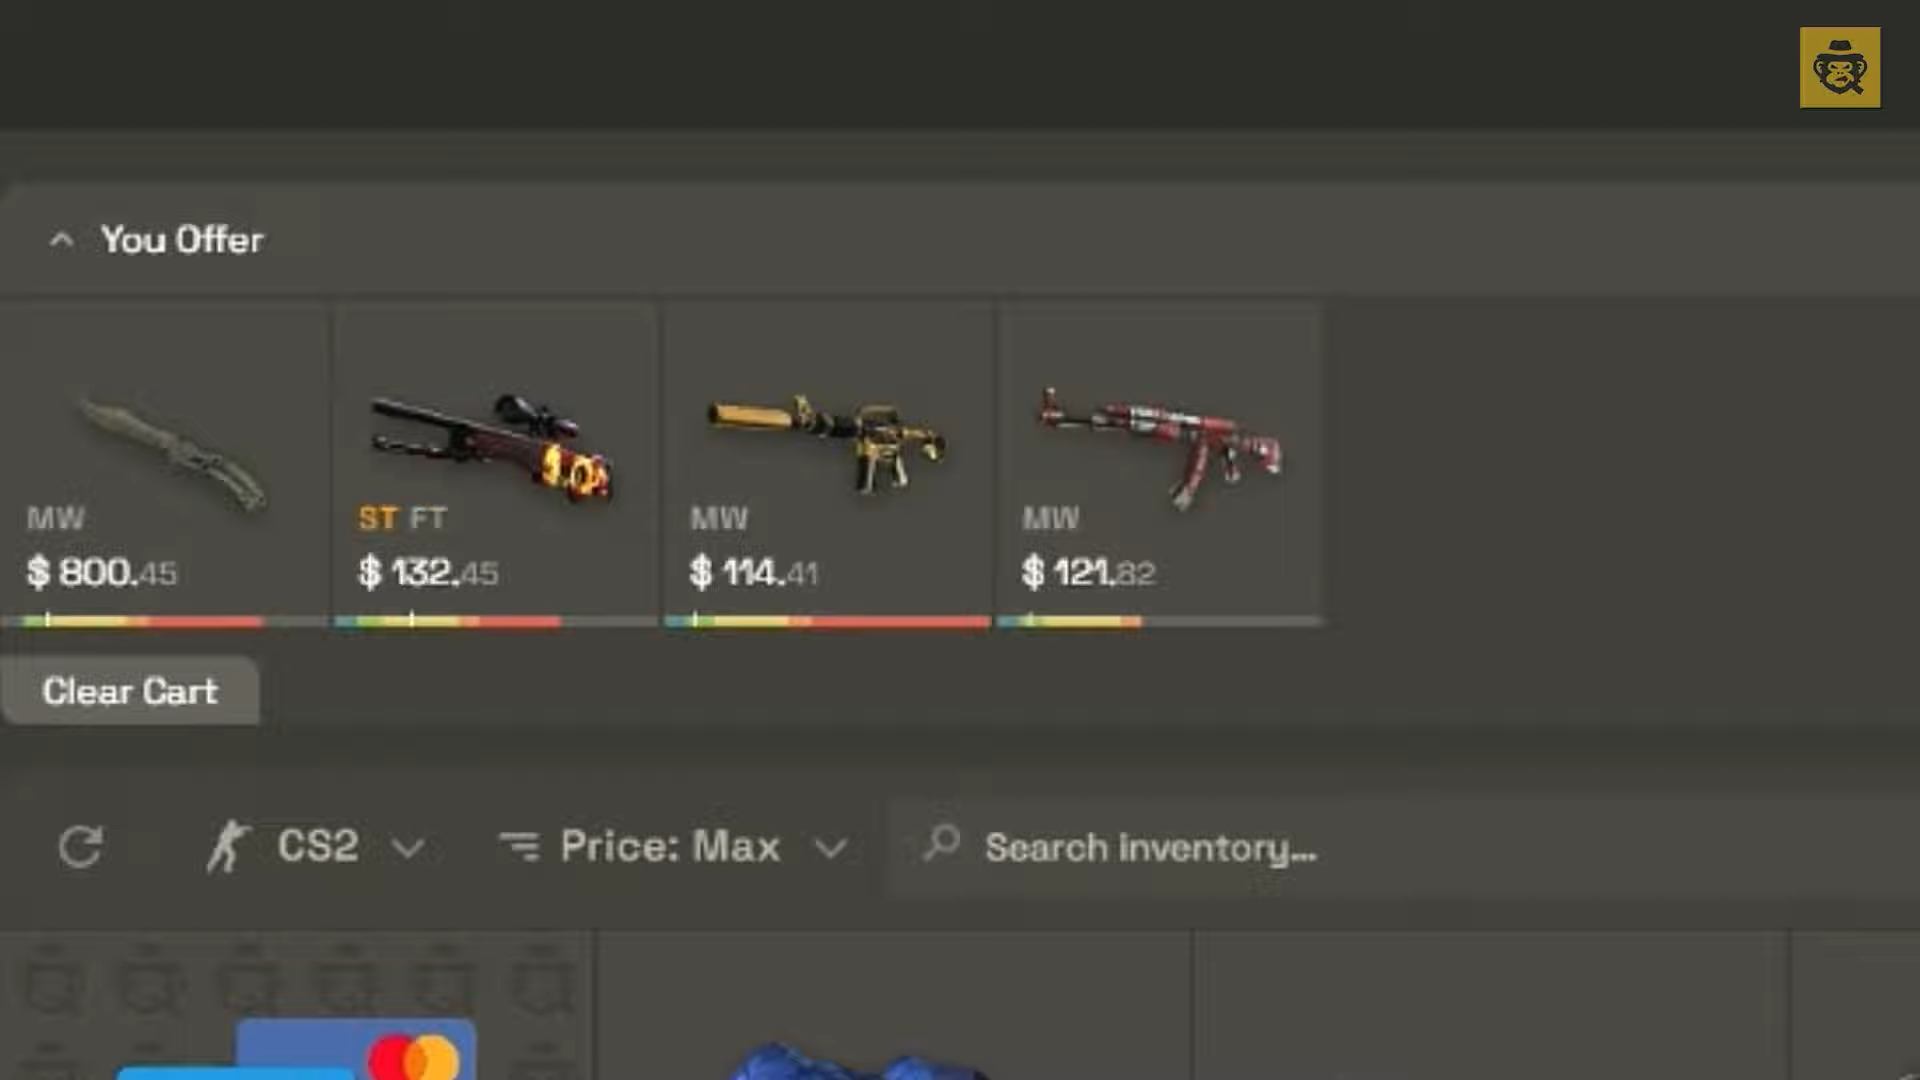 You Offer
MW
$ 800.45
ST FT
$ 132.45
MW
$ 114.41
MW
$ 121.82
Clear Cart
CS2
Price: Max
Search inventory...